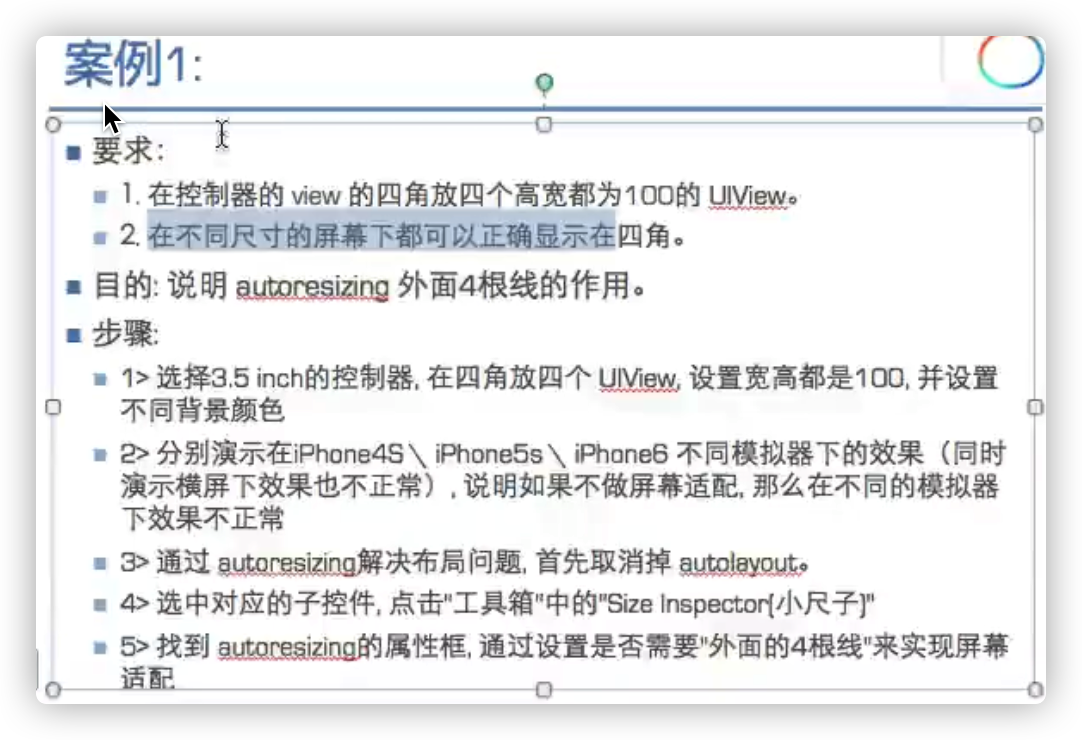 案例1:
要求:
1. 在控制器的 view 的四角放四个高宽都为100的 UIView。
2. 在不同尺寸的屏幕下都可以正确显示在四角。
目的: 说明 autoresizing 外面4根线的作用。
步骤:
1> 选择3.5 inch的控制器, 在四角放四个 UIView, 设置宽高都是100, 并设置
不同背景颜色
2> 分别演示在iPhone4S\ iPhone5s\ iPhone6 不同模拟器下的效果（同时
演示横屏下效果也不正常）, 说明如果不做屏幕适配, 那么在不同的模拟器
下效果不正常
3> 通过 autoresizing解决布局问题, 首先取消掉 autolayout。
4> 选中对应的子控件, 点击"工具箱"中的"Size Inspector(小尺子)"
5> 找到 autoresizing的属性框, 通过设置是否需要"外面的4根线"来实现屏幕
适配